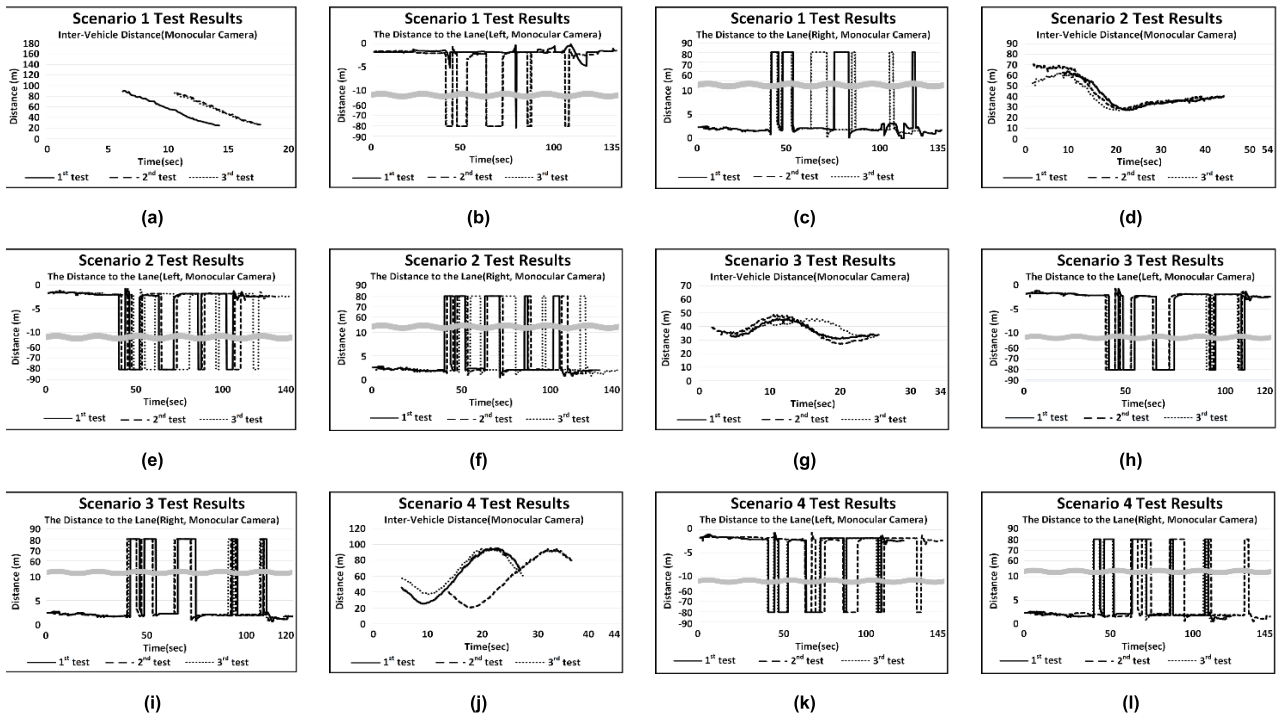 Scenario 1 Test Results
Inter-Vehicle Distance(Monocular Camera)
180
160
140
120
100
80
60
40
20
0
Distance (m)
0 5 10 15 20
Time(sec)
1st test 2nd test 3rd test
(a)
Scenario 1 Test Results
The Distance to the Lane(Left, Monocular Camera)
0
-5
-10
-60
-70
-80
-90
Distance (m)
0 50 100 135
Time(sec)
1st test 2nd test 3rd test
(b)
Scenario 1 Test Results
The Distance to the Lane(Right, Monocular Camera)
90
80
70
60
10
5
0
Distance (m)
0 50 100 135
Time(sec)
1st test 2nd test 3rd test
(c)
Scenario 2 Test Results
Inter-Vehicle Distance(Monocular Camera)
90
80
70
60
50
40
30
20
10
0
Distance (m)
0 10 20 30 40 50 54
Time(sec)
1st test 2nd test 3rd test
(d)
Scenario 2 Test Results
The Distance to the Lane(Left, Monocular Camera)
0
-5
-10
-60
-70
-80
-90
Distance (m)
0 50 100 140
Time(sec)
1st test 2nd test 3rd test
(e)
Scenario 2 Test Results
The Distance to the Lane(Right, Monocular Camera)
90
80
70
60
10
5
0
Distance (m)
0 50 100 140
Time(sec)
1st test 2nd test 3rd test
(f)
Scenario 3 Test Results
Inter-Vehicle Distance(Monocular Camera)
70
60
50
40
30
20
10
0
Distance (m)
0 10 20 30 34
Time(sec)
1st test 2nd test 3rd test
(g)
Scenario 3 Test Results
The Distance to the Lane(Left, Monocular Camera)
0
-5
-10
-60
-70
-80
-90
Distance (m)
0 50 100 120
Time(sec)
1st test 2nd test 3rd test
(h)
Scenario 3 Test Results
The Distance to the Lane(Right, Monocular Camera)
90
80
70
60
10
5
0
Distance (m)
0 50 100 120
Time(sec)
1st test 2nd test 3rd test
(i)
Scenario 4 Test Results
Inter-Vehicle Distance(Monocular Camera)
120
100
80
60
40
20
0
Distance (m)
0 10 20 30 40 44
Time(sec)
1st test 2nd test 3rd test
(j)
Scenario 4 Test Results
The Distance to the Lane(Left, Monocular Camera)
0
-5
-10
-60
-70
-80
-90
Distance (m)
0 50 100 145
Time(sec)
1st test 2nd test 3rd test
(k)
Scenario 4 Test Results
The Distance to the Lane(Right, Monocular Camera)
90
80
70
60
10
5
0
Distance (m)
0 50 100 145
Time(sec)
1st test 2nd test 3rd test
(l)